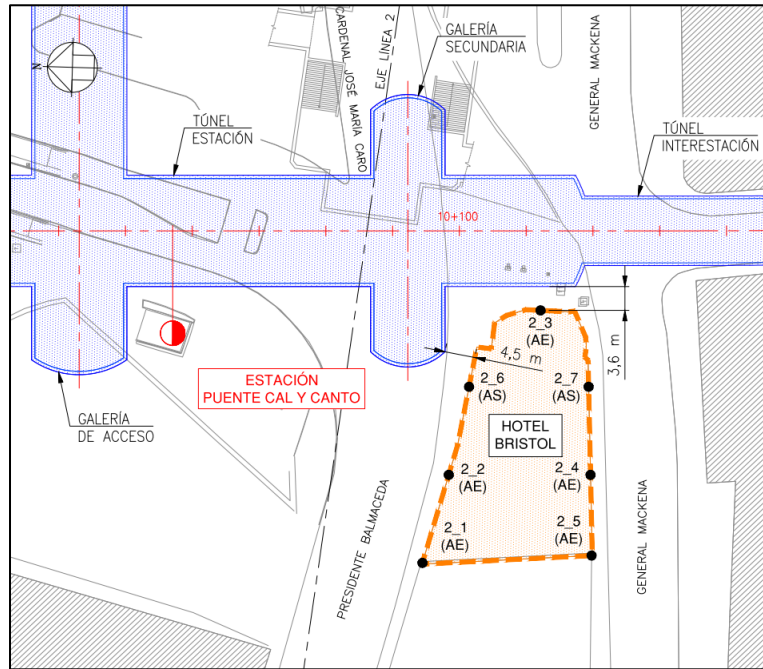 GALERÍA
SECUNDARIA
CARDENAL JOSÉ MARÍA CARO
EJE LÍNEA 2
GENERAL MACKENA
N
TÚNEL
ESTACIÓN
TÚNEL
INTERESTACIÓN
10+100
2_3
(AE)
4,5 m
3,6 m
ESTACIÓN
PUENTE CAL Y CANTO
2_6
(AS)
2_7
(AS)
GALERÍA
DE ACCESO
HOTEL
BRISTOL
2_2
(AE)
2_4
(AE)
2_1
(AE)
2_5
(AE)
PRESIDENTE BALMACEDA
GENERAL MACKENA